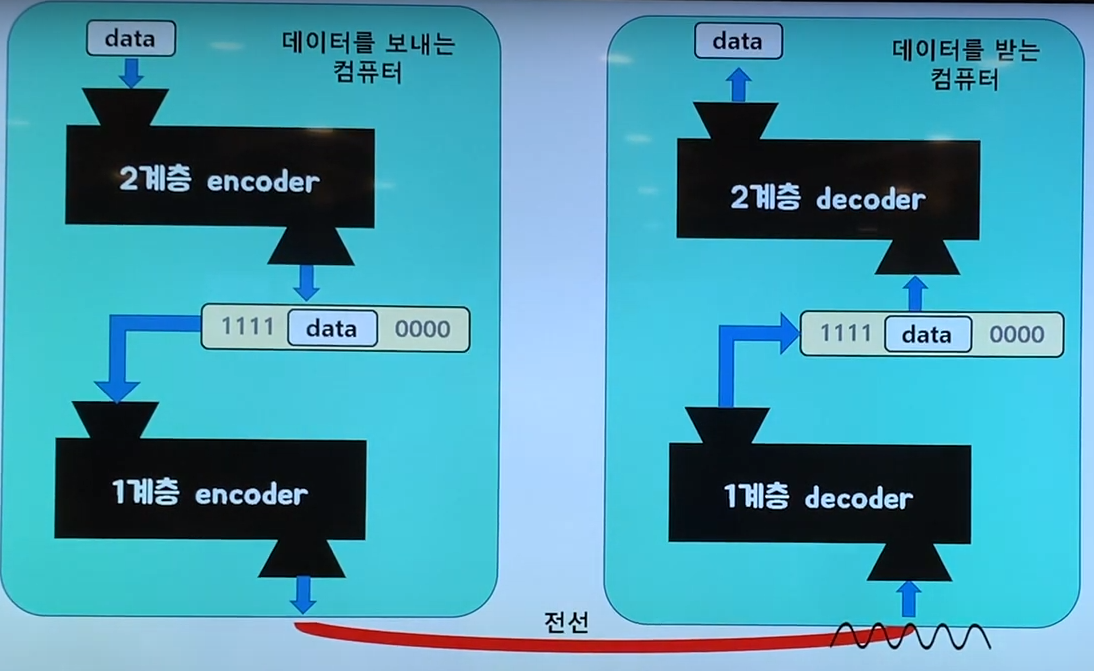 data
데이터를 보내는
컴퓨터
2계층 encoder
1111 data 0000
1계층 encoder
data
데이터를 받는
컴퓨터
2계층 decoder
1111 data 0000
1계층 decoder
전선